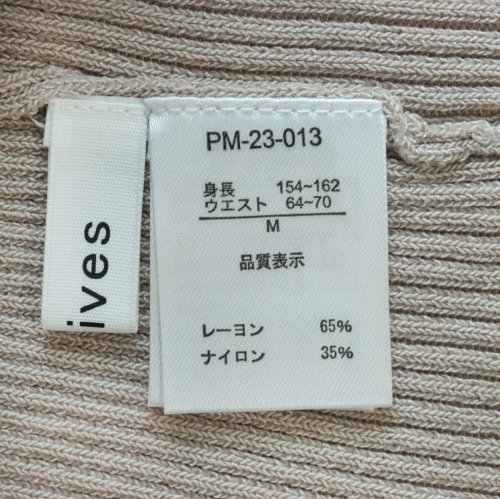 ives
PM-23-013
身長 154~162
ウエスト 64~70
M
品質表示
レーヨン 65%
ナイロン 35%